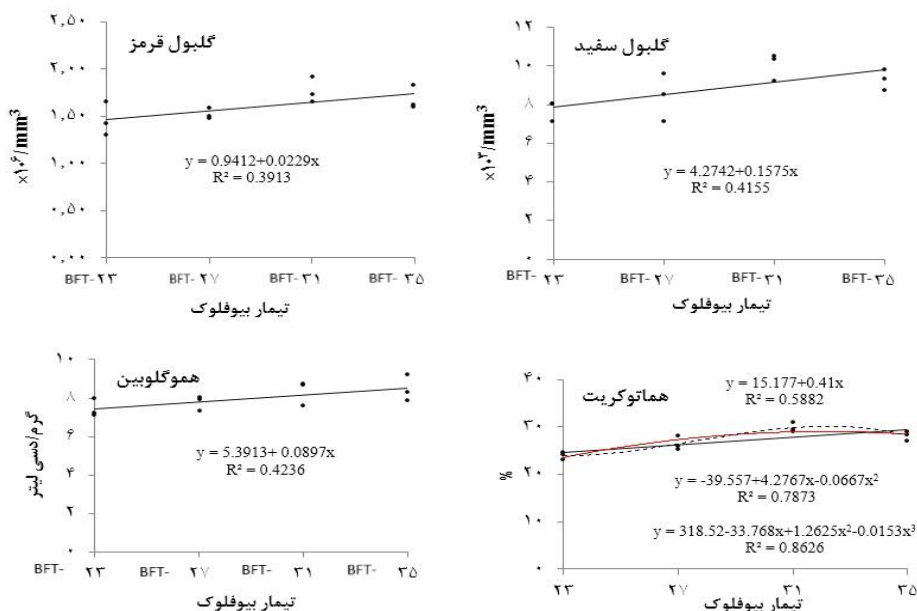 گلبول قرمز
۲٫۵۰
۲٫۰۰
۱٫۵۰
۱٫۰۰
۰٫۵۰
۰٫۰۰
×۱۰⁶/mm³
y = 0.9412+0.0229x
R² = 0.3913
BFT-۲۳ BFT-۲۷ BFT-۳۱ BFT-۳۵
تیمار بیوفلوک
گلبول سفید
۱۲
۱۰
۸
۶
۴
۲
۰
×۱۰³/mm³
y = 4.2742+0.1575x
R² = 0.4155
BFT-۲۳ BFT-۲۷ BFT-۳۱ BFT-۳۵
تیمار بیوفلوک
هموگلوبین
۱۰
۸
۶
۴
۲
۰
گرم/دسی لیتر
y = 5.3913+ 0.0897x
R² = 0.4236
BFT-۲۳ BFT-۲۷ BFT-۳۱ BFT-۳۵
تیمار بیوفلوک
هماتوکریت
۴۰
۳۰
۲۰
۱۰
۰
%
y = 15.177+0.41x
R² = 0.5882
y = -39.557+4.2767x-0.0667x²
R² = 0.7873
y = 318.52-33.768x+1.2625x²-0.0153x³
R² = 0.8626
۲۳ ۲۷ ۳۱ ۳۵
تیمار بیوفلوک